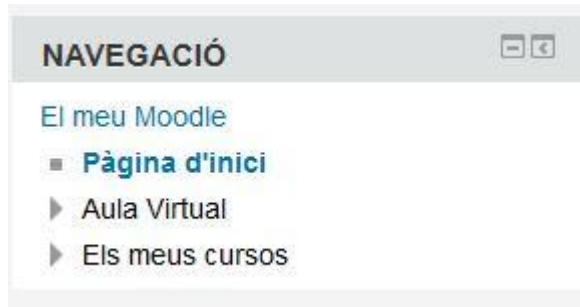 NAVEGACIÓ
El meu Moodle
Pàgina d'inici
Aula Virtual
Els meus cursos